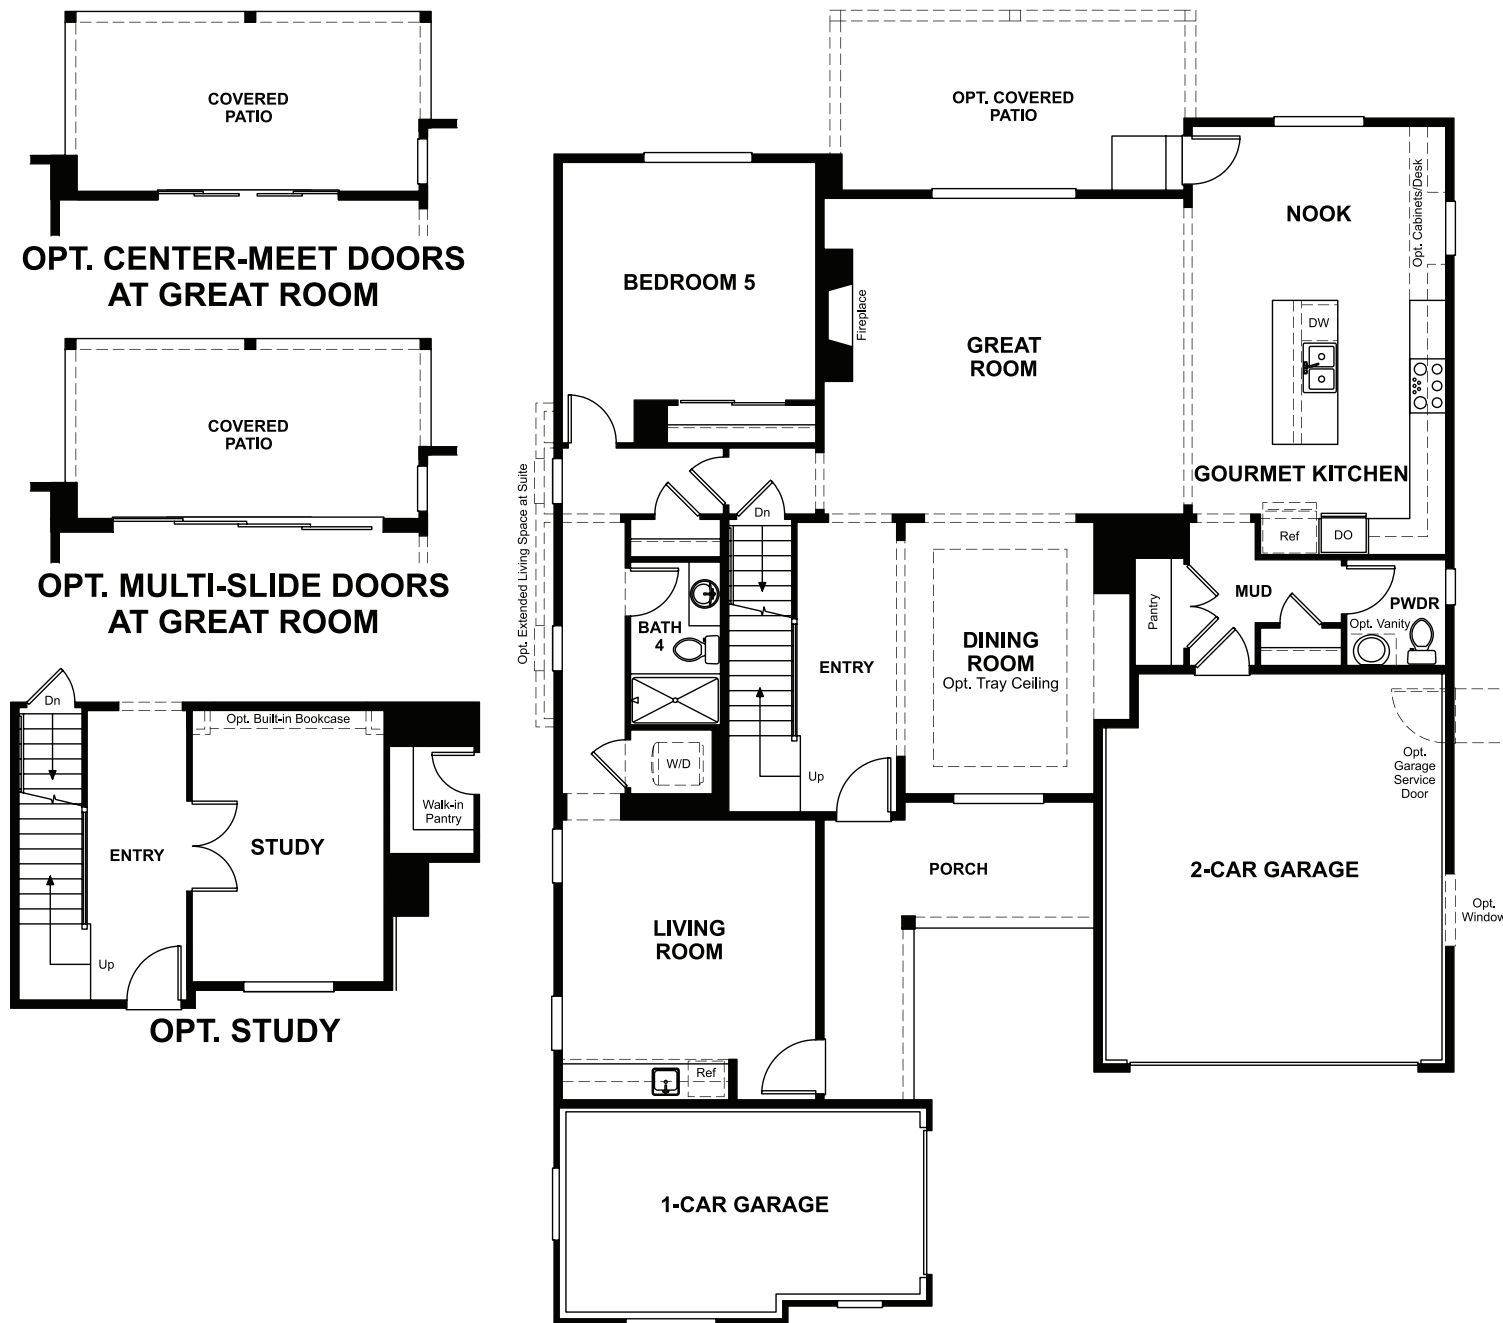 COVERED
PATIO
OPT. CENTER-MEET DOORS
AT GREAT ROOM
COVERED
PATIO
OPT. MULTI-SLIDE DOORS
AT GREAT ROOM
Dn
Opt. Built-in Bookcase
Walk-in
Pantry
ENTRY
STUDY
Up
OPT. STUDY
OPT. COVERED
PATIO
NOOK
Opt. Cabinets/Desk
BEDROOM 5
Fireplace
GREAT
ROOM
DW
GOURMET KITCHEN
Opt. Extended Living Space at Suite
Dn
Ref
DO
MUD
PWDR
Pantry
Opt. Vanity
BATH
4
ENTRY
DINING
ROOM
Opt. Tray Ceiling
W/D
Up
Opt.
Garage
Service
Door
PORCH
2-CAR GARAGE
Opt.
Window
LIVING
ROOM
Ref
1-CAR GARAGE